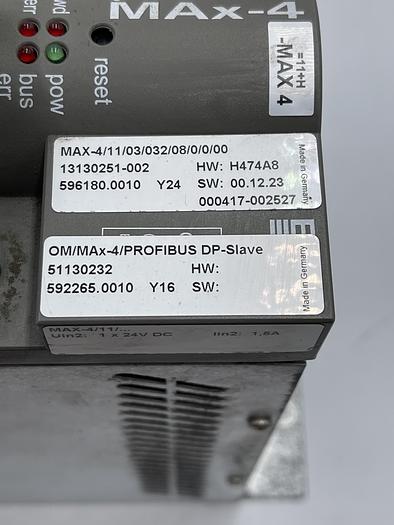 MAx-4
err
wd
bus
pow
err
reset
=11+H
-MAX 4
MAX-4/11/03/032/08/0/0/00
13130251-002 HW: H474A8
596180.0010 Y24 SW: 00.12.23
000417-002527
Made in Germany
OM/MAx-4/PROFIBUS DP-Slave
51130232 HW:
592265.0010 Y16 SW:
Made in Germany
MAX-4/11/...
UIn2: 1 x 24V DC IIn2: 1,5A